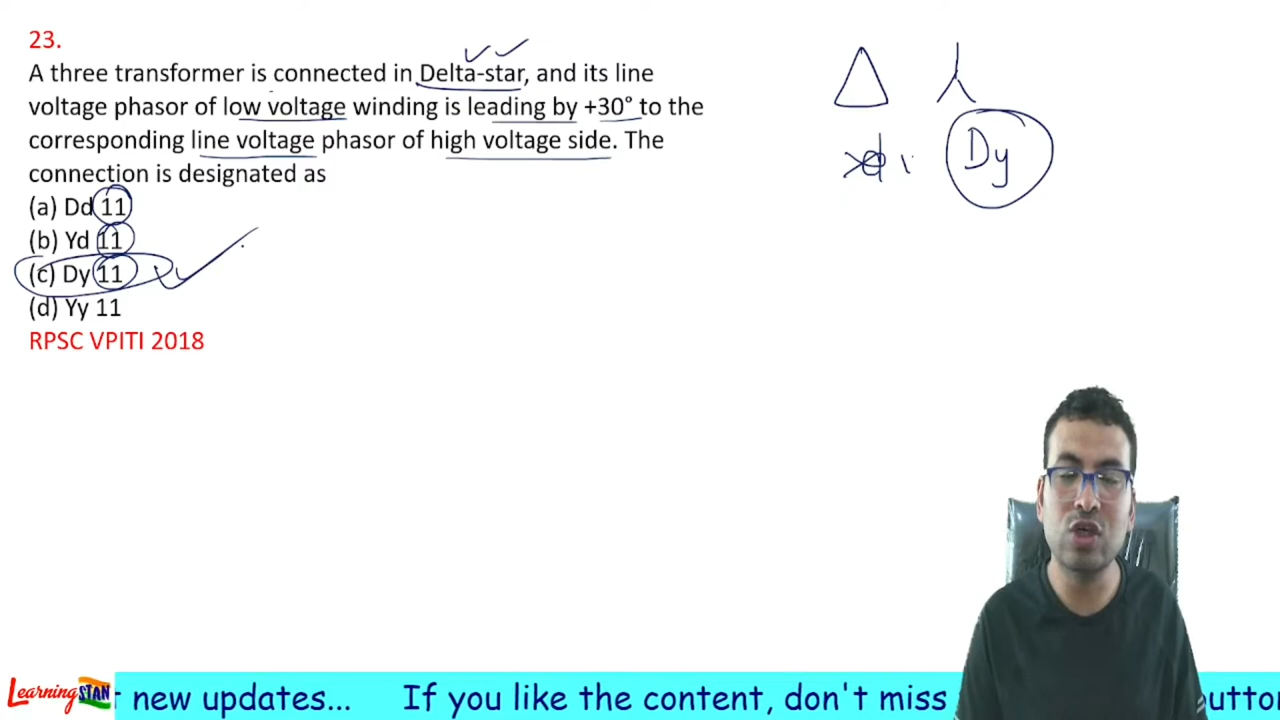 23.
A three transformer is connected in Delta-star, and its line
voltage phasor of low voltage winding is leading by +30° to the
corresponding line voltage phasor of high voltage side. The
connection is designated as
(a) Dd 11
(b) Yd 11
(c) Dy 11
(d) Yy 11
RPSC VPITI 2018
Dy
LearningSTAN
new updates... If you like the content, don't miss